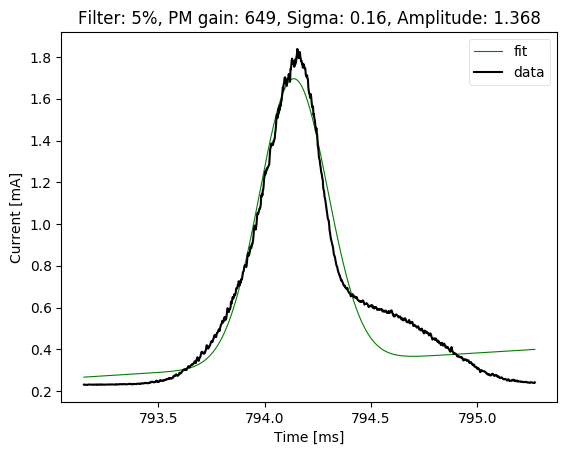 Filter: 5%, PM gain: 649, Sigma: 0.16, Amplitude: 1.368
fit
data
1.8
1.6
1.4
1.2
1.0
0.8
0.6
0.4
0.2
Current [mA]
793.5 794.0 794.5 795.0
Time [ms]